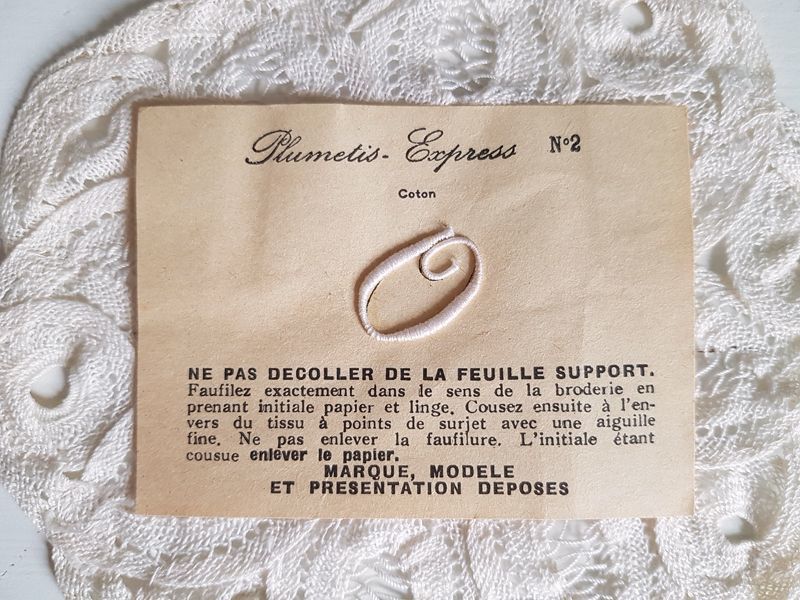 Plumetis-Express Nº2
Coton
O
NE PAS DECOLLER DE LA FEUILLE SUPPORT.
Faufilez exactement dans le sens de la broderie en
prenant initiale papier et linge. Cousez ensuite à l'en-
vers du tissu à points de surjet avec une aiguille
fine. Ne pas enlever la faufilure. L'initiale étant
cousue enlever le papier.
MARQUE, MODELE
ET PRESENTATION DEPOSES